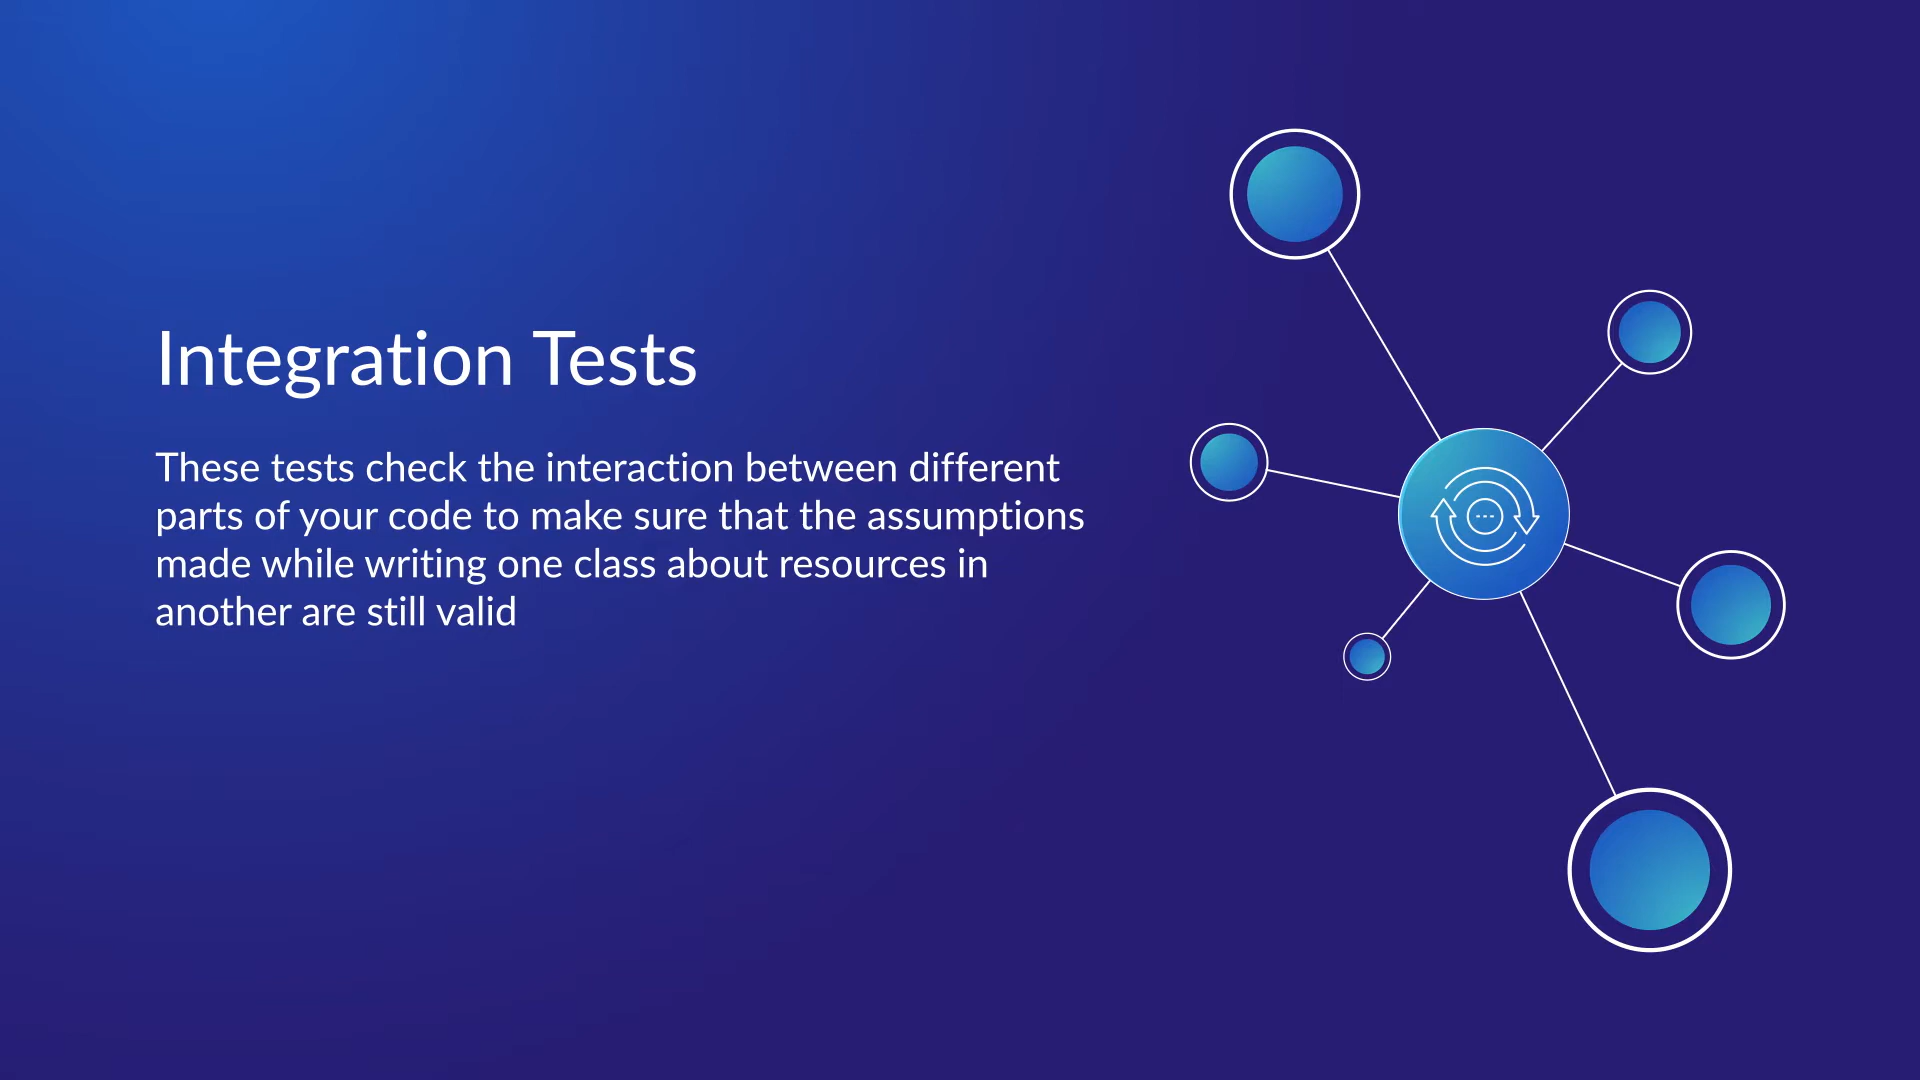 Integration Tests
These tests check the interaction between different
parts of your code to make sure that the assumptions
made while writing one class about resources in
another are still valid